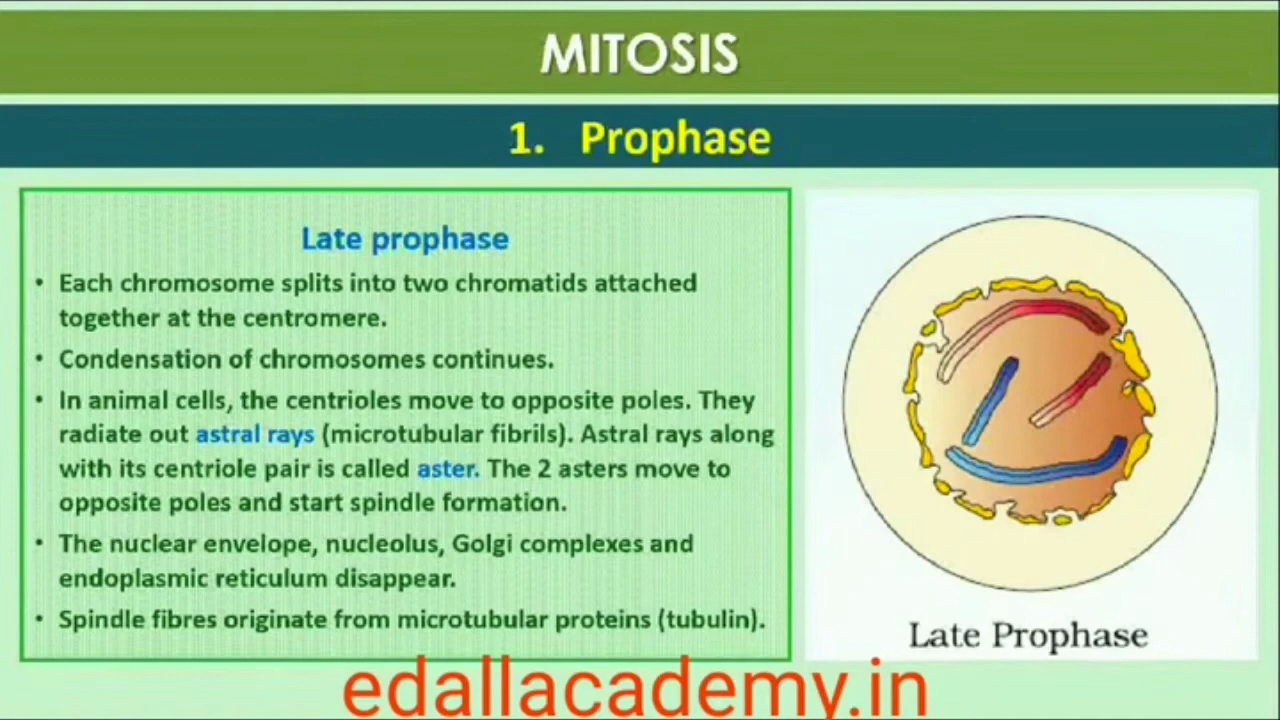 MITOSIS
1. Prophase
Late prophase
• Each chromosome splits into two chromatids attached
together at the centromere.
• Condensation of chromosomes continues.
• In animal cells, the centrioles move to opposite poles. They
radiate out astral rays (microtubular fibrils). Astral rays along
with its centriole pair is called aster. The 2 asters move to
opposite poles and start spindle formation.
• The nuclear envelope, nucleolus, Golgi complexes and
endoplasmic reticulum disappear.
• Spindle fibres originate from microtubular proteins (tubulin).
Late Prophase
edallacademy.in